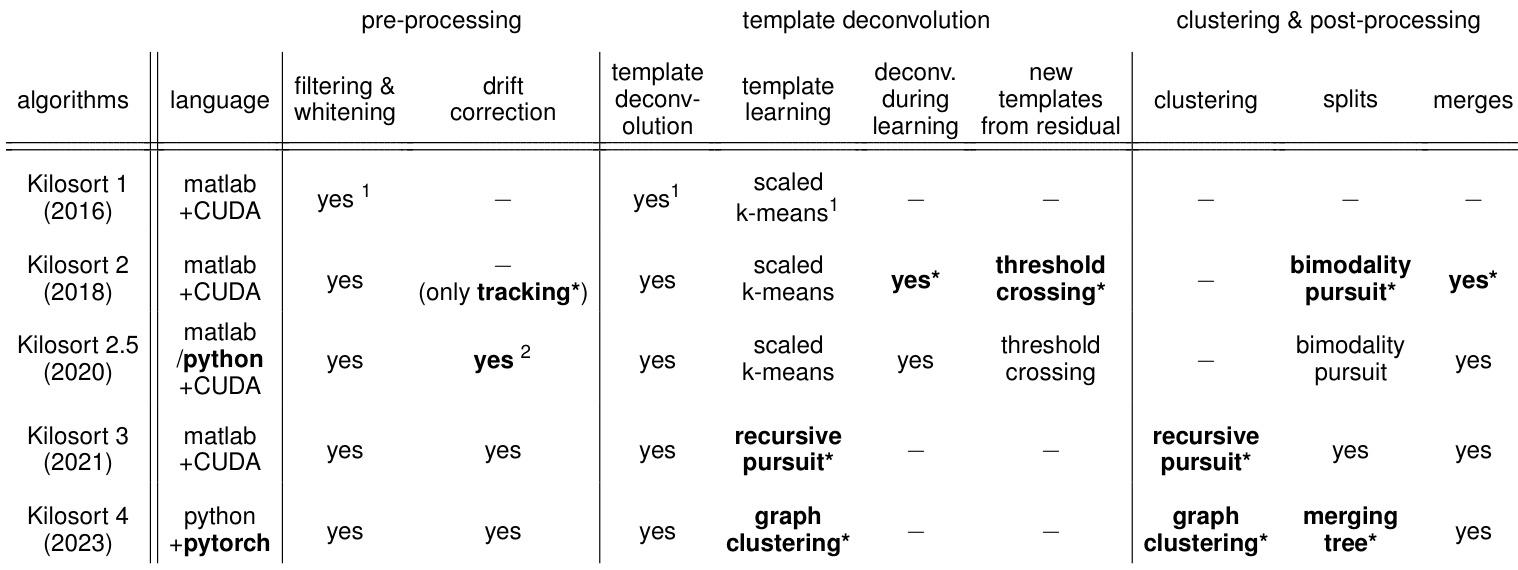 pre-processing template deconvolution clustering & post-processing
algorithms language filtering & whitening drift correction template deconv-olution template learning deconv. during learning new templates from residual clustering splits merges
Kilosort 1 (2016) matlab +CUDA yes 1 – yes1 scaled k-means1 – – – – –
Kilosort 2 (2018) matlab +CUDA yes – (only tracking*) yes scaled k-means yes* threshold crossing* – bimodality pursuit* yes*
Kilosort 2.5 (2020) matlab /python +CUDA yes yes 2 yes scaled k-means yes threshold crossing – bimodality pursuit yes
Kilosort 3 (2021) matlab +CUDA yes yes yes recursive pursuit* – – recursive pursuit* yes yes
Kilosort 4 (2023) python +pytorch yes yes yes graph clustering* – – graph clustering* merging tree* yes